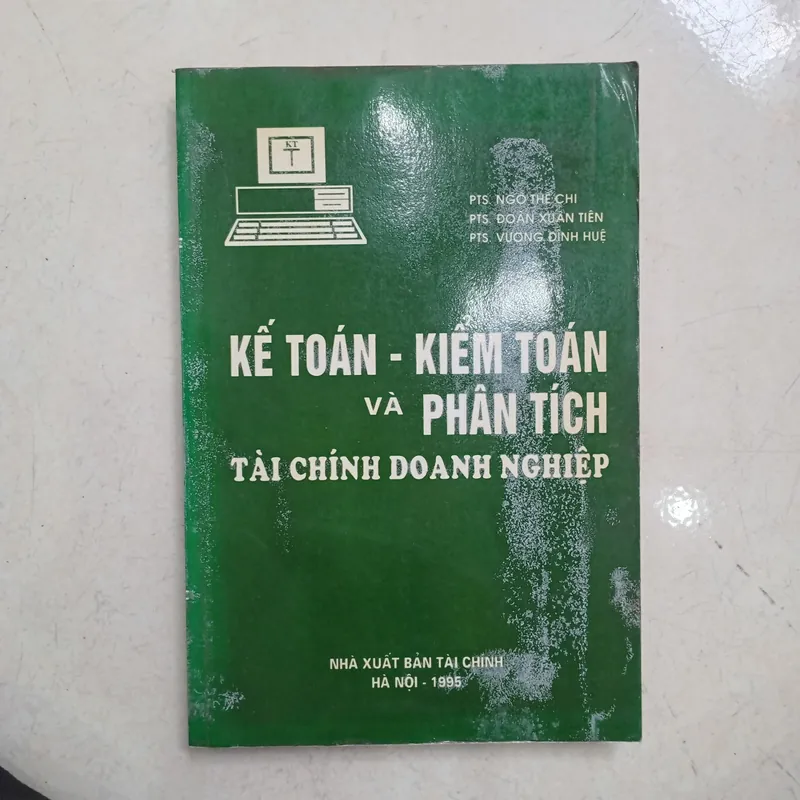 KT
T
PTS. NGÔ THẾ CHI
PTS. ĐOÀN XUÂN TIÊN
PTS. VƯƠNG ĐÌNH HUỆ
KẾ TOÁN - KIỂM TOÁN
VÀ PHÂN TÍCH
TÀI CHÍNH DOANH NGHIỆP
NHÀ XUẤT BẢN TÀI CHÍNH
HÀ NỘI - 1995